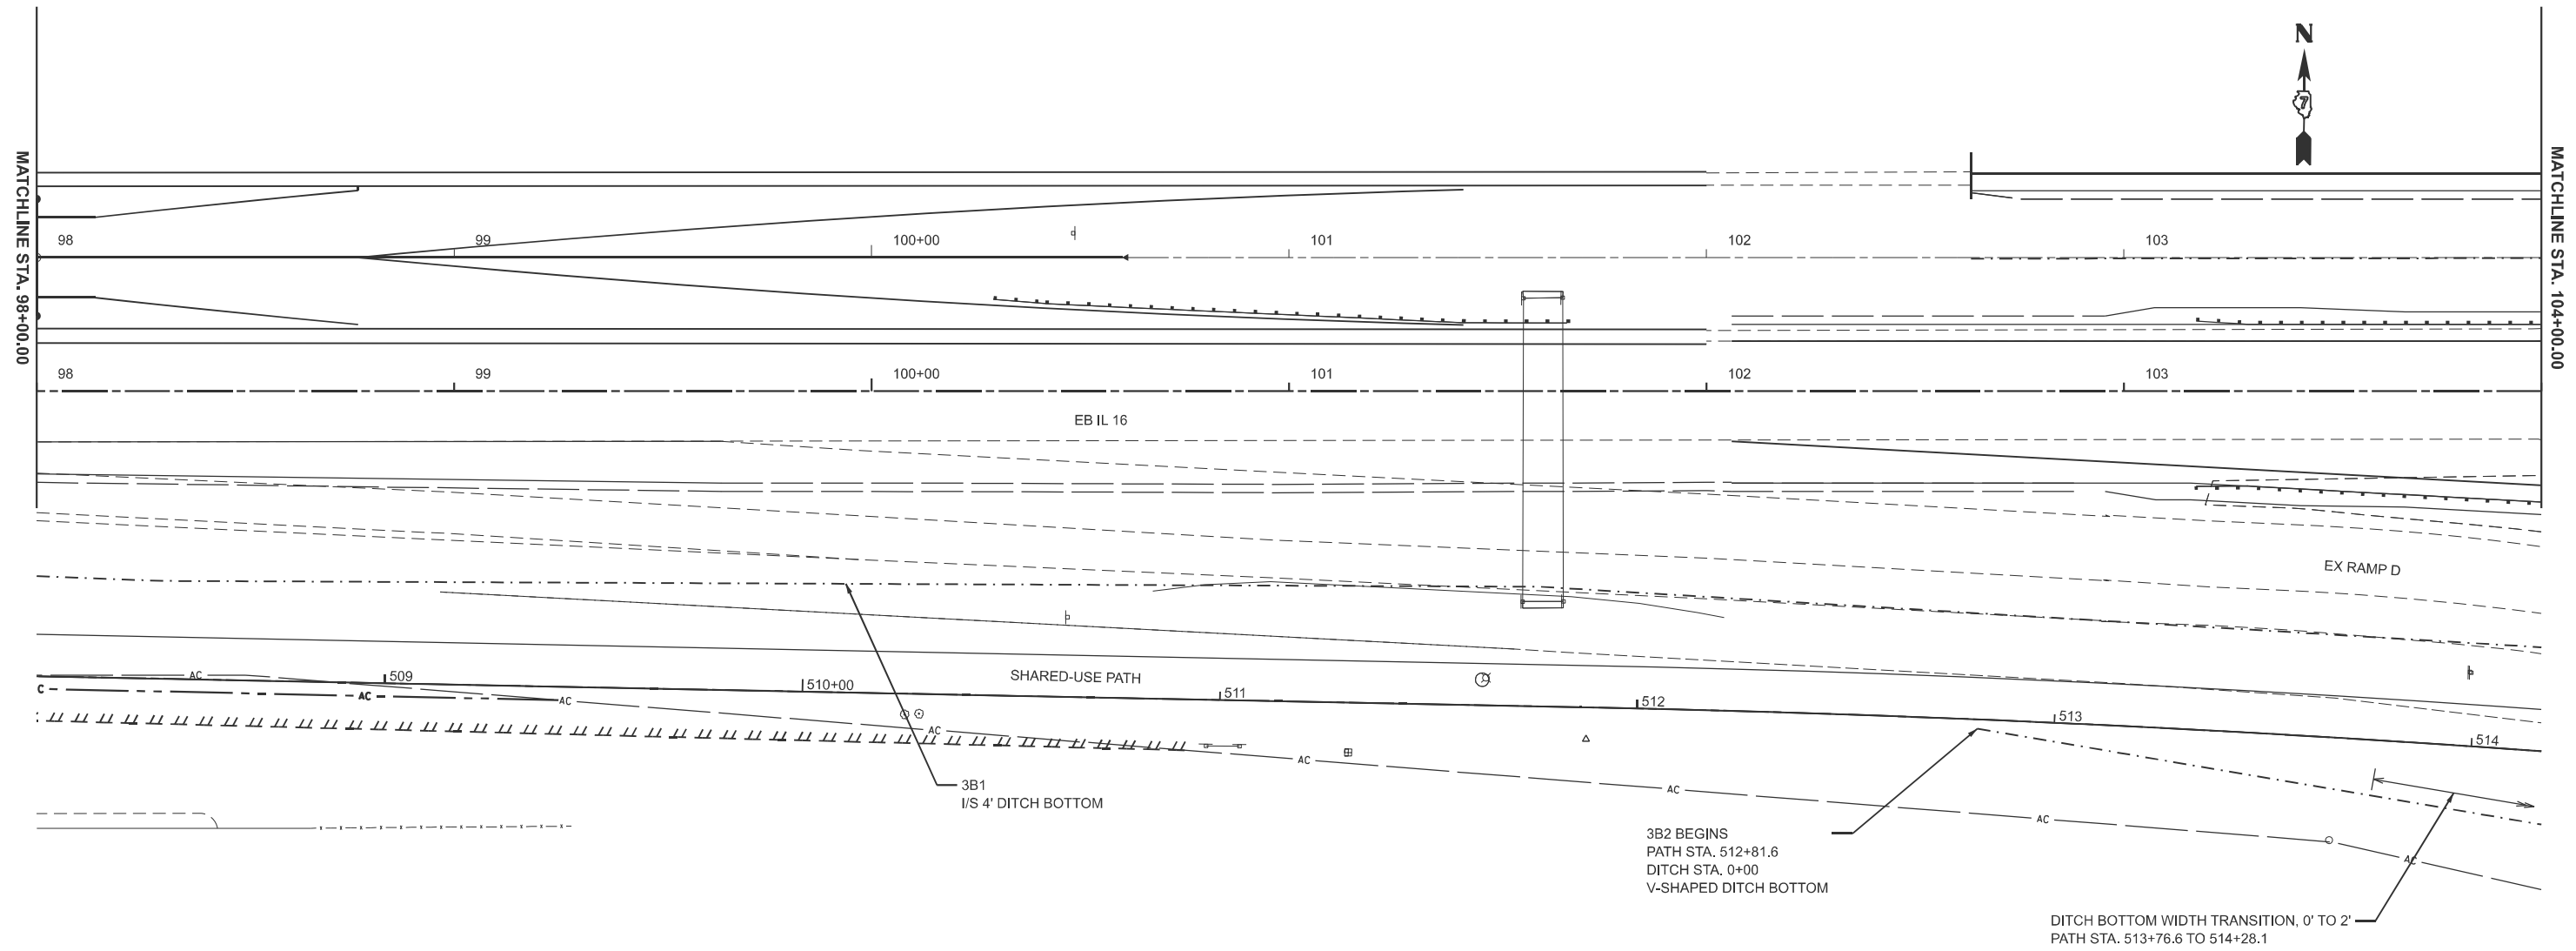 N
7
MATCHLINE STA. 98+00.00
MATCHLINE STA. 104+00.00
98
99
100+00
101
102
103
98
99
100+00
101
102
103
EB IL 16
EX RAMP D
SHARED-USE PATH
509
510+00
511
512
513
514
AC
C
AC
AC
AC
AC
AC
AC
AC
3B1
I/S 4' DITCH BOTTOM
3B2 BEGINS
PATH STA. 512+81.6
DITCH STA. 0+00
V-SHAPED DITCH BOTTOM
DITCH BOTTOM WIDTH TRANSITION, 0' TO 2'
PATH STA. 513+76.6 TO 514+28.1